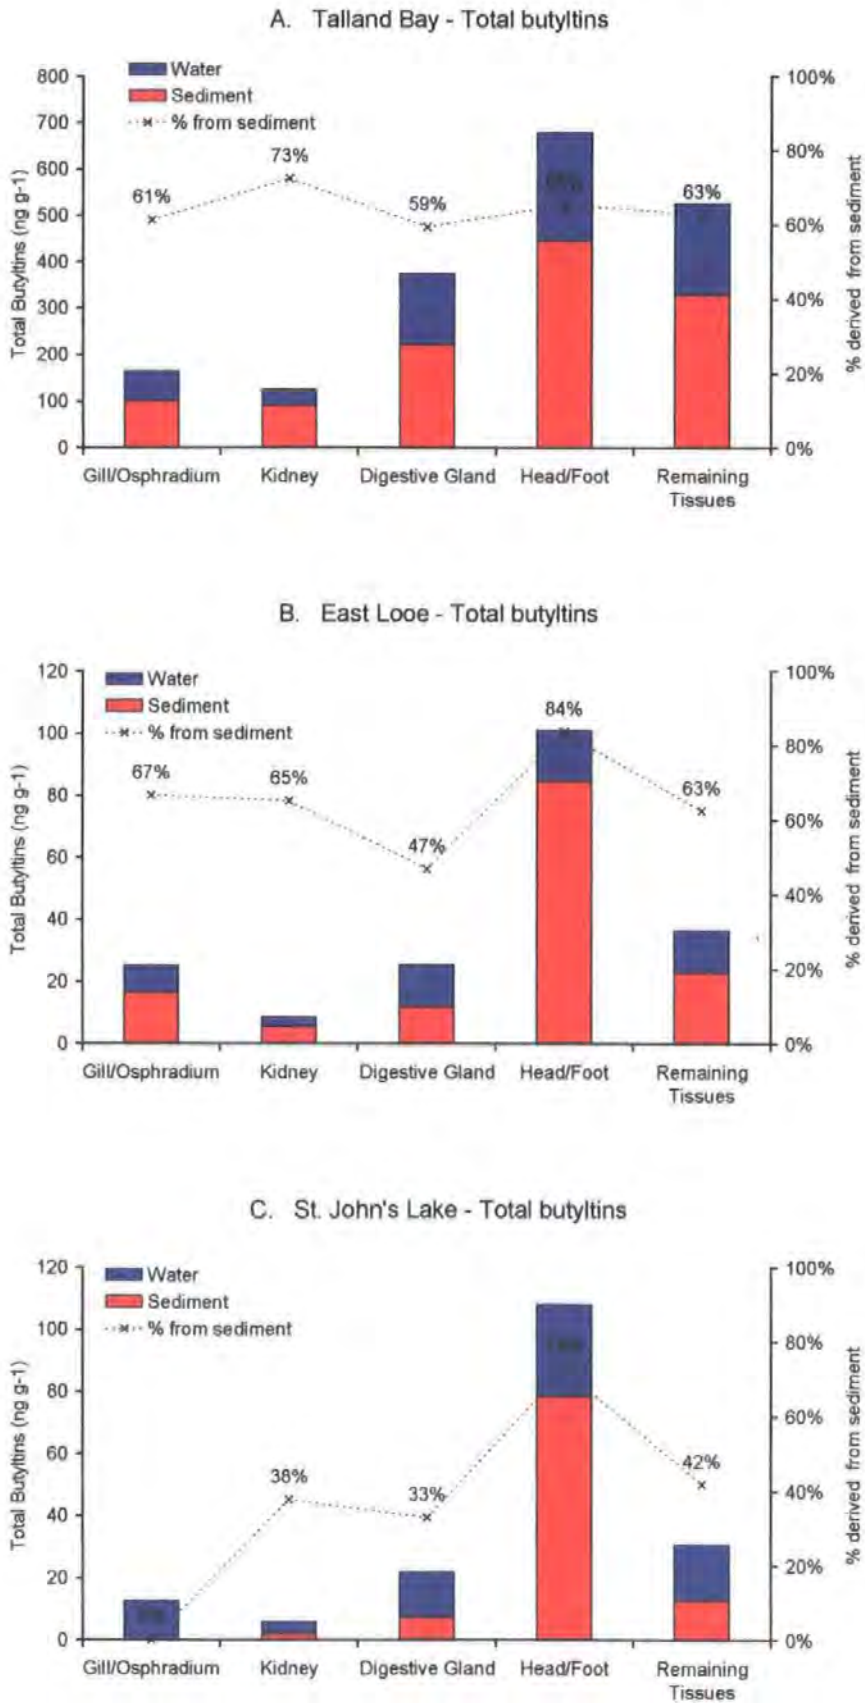 A. Talland Bay - Total butyltins
Water
Sediment
% from sediment
Total Butyltins (ng g-1)
800
700
600
500
400
300
200
100
0
61%
73%
59%
63%
100%
80%
60%
40%
20%
0%
% derived from sediment
Gill/Osphradium Kidney Digestive Gland Head/Foot Remaining
Tissues
B. East Looe - Total butyltins
Water
Sediment
% from sediment
Total Butyltins (ng g-1)
120
100
80
60
40
20
0
67%
65%
47%
84%
63%
100%
80%
60%
40%
20%
0%
% derived from sediment
Gill/Osphradium Kidney Digestive Gland Head/Foot Remaining
Tissues
C. St. John's Lake - Total butyltins
Water
Sediment
% from sediment
Total Butyltins (ng g-1)
120
100
80
60
40
20
0
38%
33%
42%
100%
80%
60%
40%
20%
0%
% derived from sediment
Gill/Osphradium Kidney Digestive Gland Head/Foot Remaining
Tissues